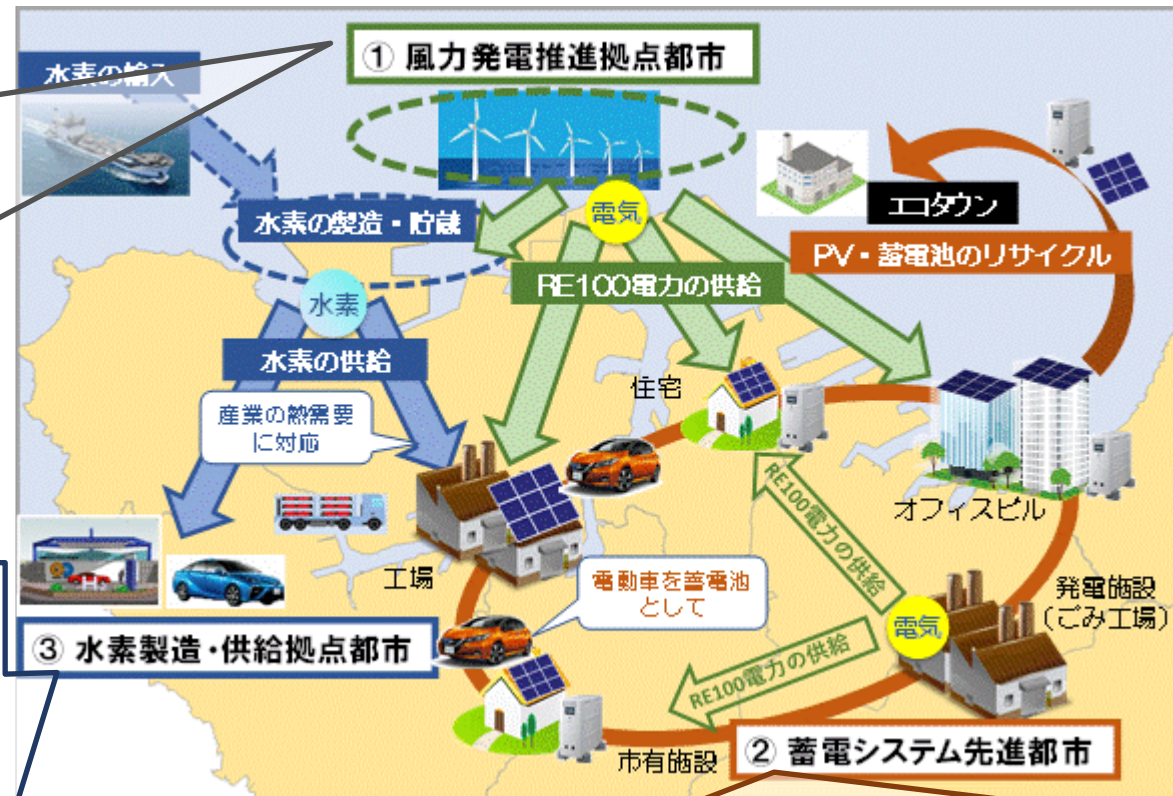 ① 風力発電推進拠点都市
水素の輸入
水素の製造・貯蔵
電気
エコタウン
PV・蓄電池のリサイクル
RE100電力の供給
水素
水素の供給
住宅
産業の熱需要
に対応
RE100電力の供給
オフィスビル
工場
電動車を蓄電池
として
発電施設
(ごみ工場)
電気
③ 水素製造・供給拠点都市
RE100電力の供給
市有施設
② 蓄電システム先進都市